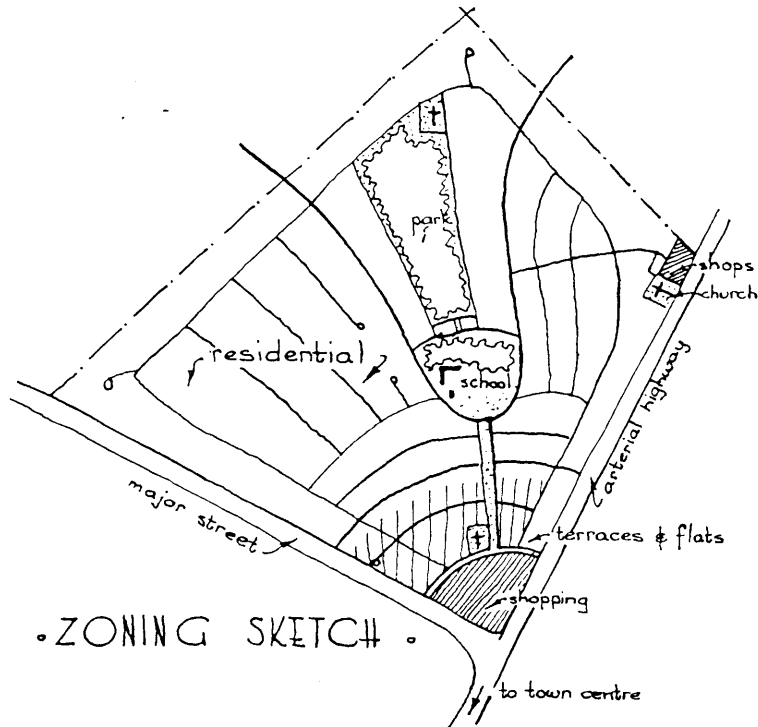 park
shops
church
residential
school
arterial highway
major street
terraces & flats
shopping
• ZONING SKETCH •
to town centre